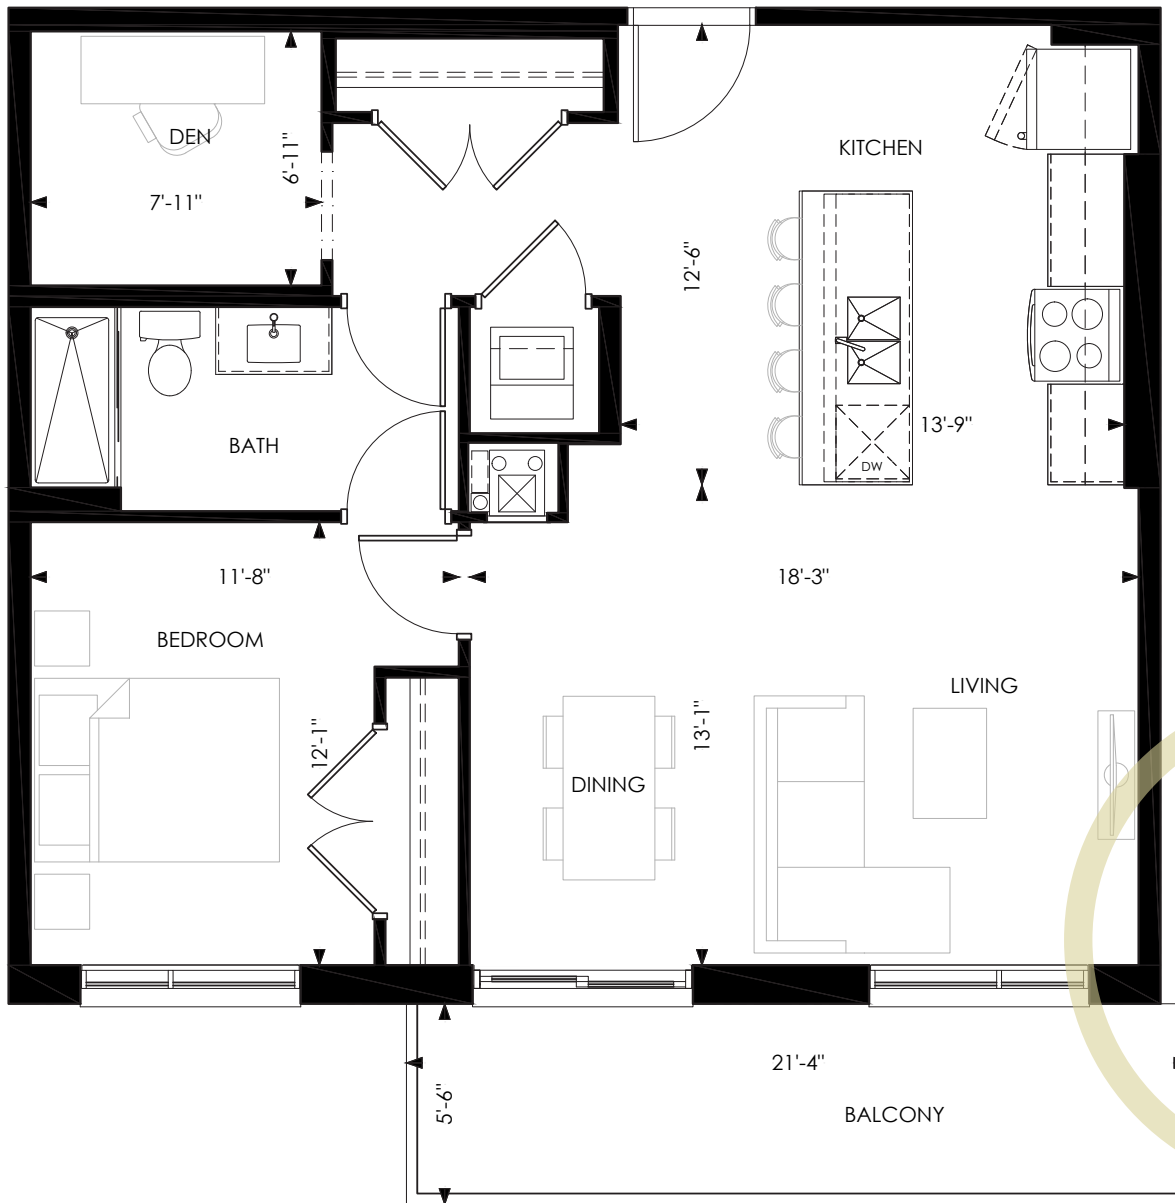 DEN
7'-11"
6'-11"
KITCHEN
12'-6"
13'-9"
DW
BATH
11'-8"
18'-3"
BEDROOM
12'-1"
LIVING
13'-1"
DINING
21'-4"
5'-6"
BALCONY